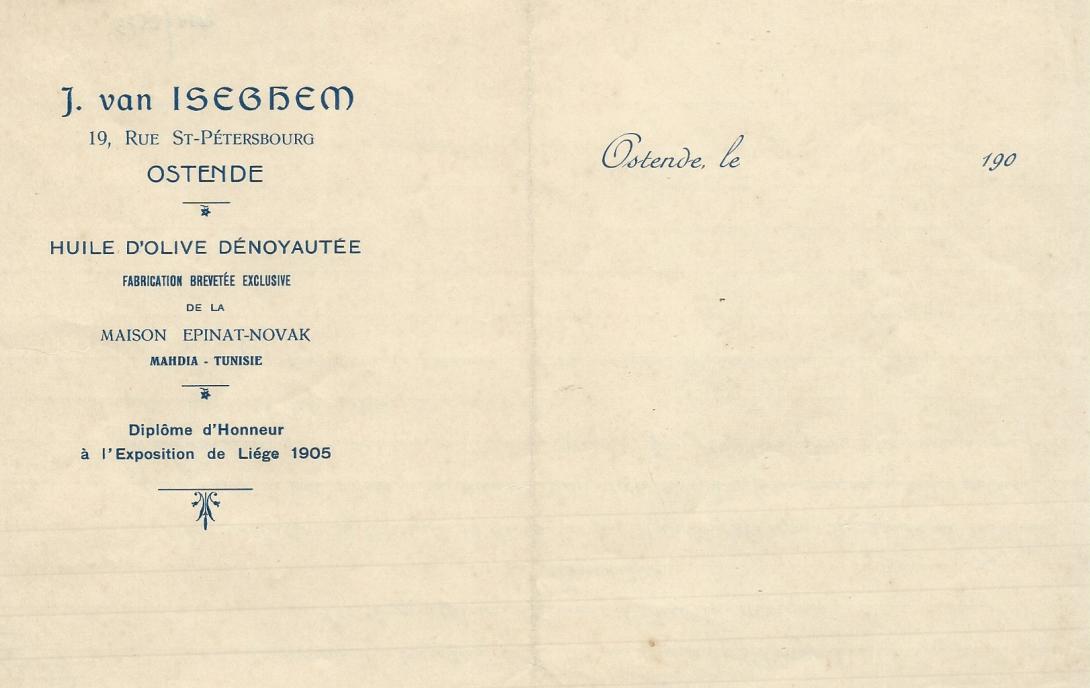 J. van ISEGHEM
19, RUE ST-PÉTERSBOURG
OSTENDE
HUILE D'OLIVE DÉNOYAUTÉE
FABRICATION BREVETÉE EXCLUSIVE
DE LA
MAISON EPINAT-NOVAK
MAHDIA - TUNISIE
Diplôme d'Honneur
à l'Exposition de Liége 1905
Ostende, le 190